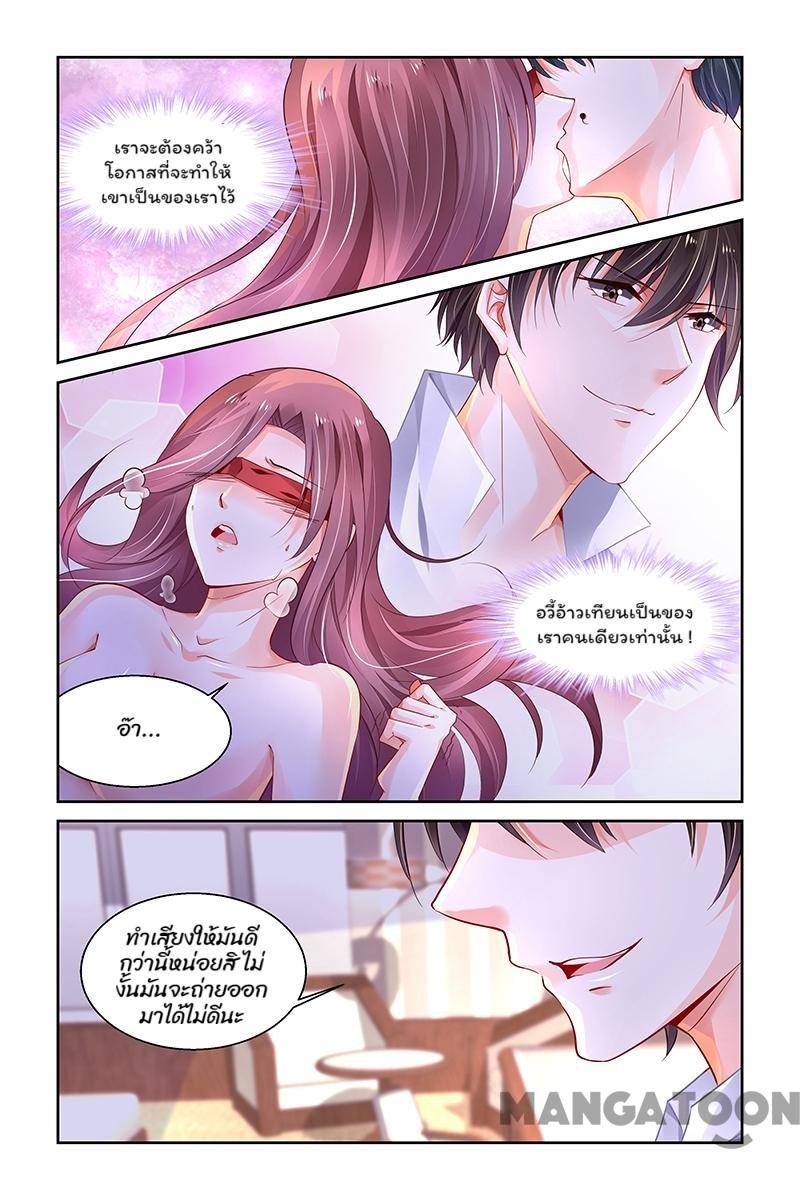 เราจะต้องคว้า
โอกาสที่จะทำให้
เขาเป็นของเราไว้
อวี้อ้าวเทียนเป็นของ
เราคนเดียวเท่านั้น !
อ๊า...
ทำเสียงให้มันดี
กว่านี้หน่อยสิ ไม่
งั้นมันจะถ่ายออก
มาได้ไม่ดีนะ
MANGATOON